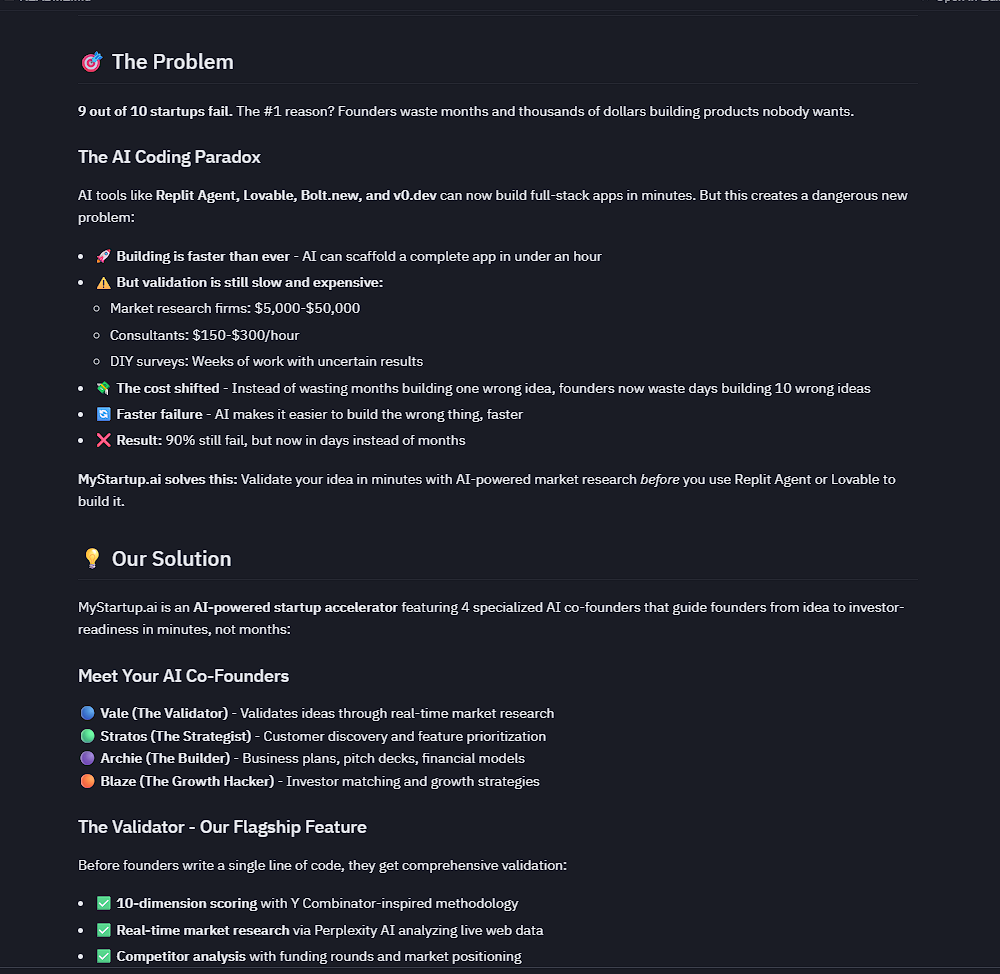 The Problem
9 out of 10 startups fail. The #1 reason? Founders waste months and thousands of dollars building products nobody wants.
The AI Coding Paradox
AI tools like Replit Agent, Lovable, Bolt.new, and v0.dev can now build full-stack apps in minutes. But this creates a dangerous new
problem:
Building is faster than ever - AI can scaffold a complete app in under an hour
But validation is still slow and expensive:
Market research firms: $5,000-$50,000
Consultants: $150-$300/hour
DIY surveys: Weeks of work with uncertain results
The cost shifted - Instead of wasting months building one wrong idea, founders now waste days building 10 wrong ideas
Faster failure - AI makes it easier to build the wrong thing, faster
Result: 90% still fail, but now in days instead of months
MyStartup.ai solves this: Validate your idea in minutes with AI-powered market research before you use Replit Agent or Lovable to
build it.
Our Solution
MyStartup.ai is an AI-powered startup accelerator featuring 4 specialized AI co-founders that guide founders from idea to investor-
readiness in minutes, not months:
Meet Your AI Co-Founders
Vale (The Validator) - Validates ideas through real-time market research
Stratos (The Strategist) - Customer discovery and feature prioritization
Archie (The Builder) - Business plans, pitch decks, financial models
Blaze (The Growth Hacker) - Investor matching and growth strategies
The Validator - Our Flagship Feature
Before founders write a single line of code, they get comprehensive validation:
10-dimension scoring with Y Combinator-inspired methodology
Real-time market research via Perplexity AI analyzing live web data
Competitor analysis with funding rounds and market positioning